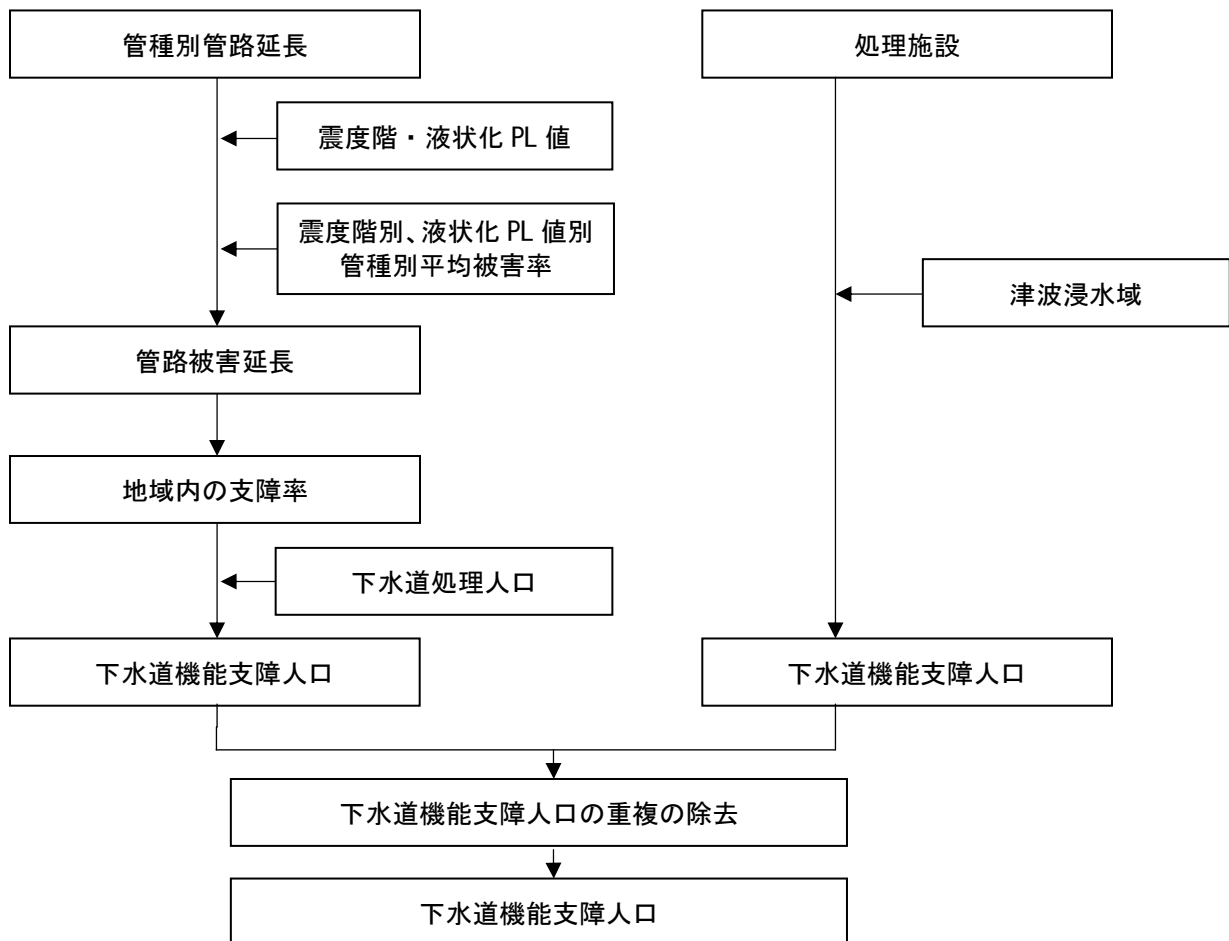 管種別管路延長
処理施設
震度階・液状化 PL 値
震度階別、液状化 PL 値別
管種別平均被害率
津波浸水域
管路被害延長
地域内の支障率
下水道処理人口
下水道機能支障人口
下水道機能支障人口
下水道機能支障人口の重複の除去
下水道機能支障人口